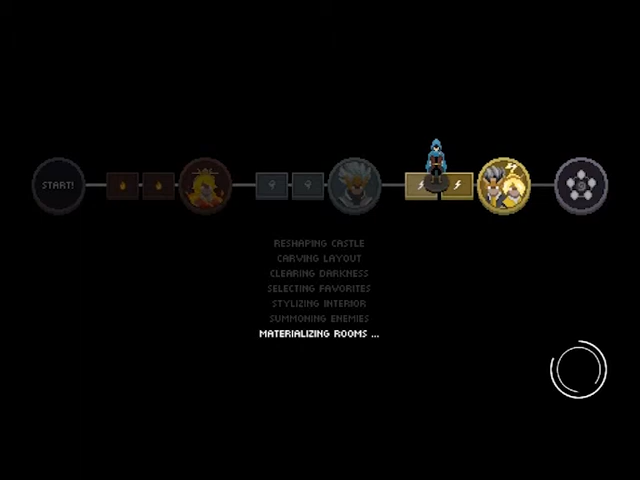 START!
RESHAPING CASTLE
CARVING LAYOUT
CLEARING DARKNESS
SELECTING FAVORITES
STYLIZING INTERIOR
SUMMONING ENEMIES
MATERIALIZING ROOMS ...